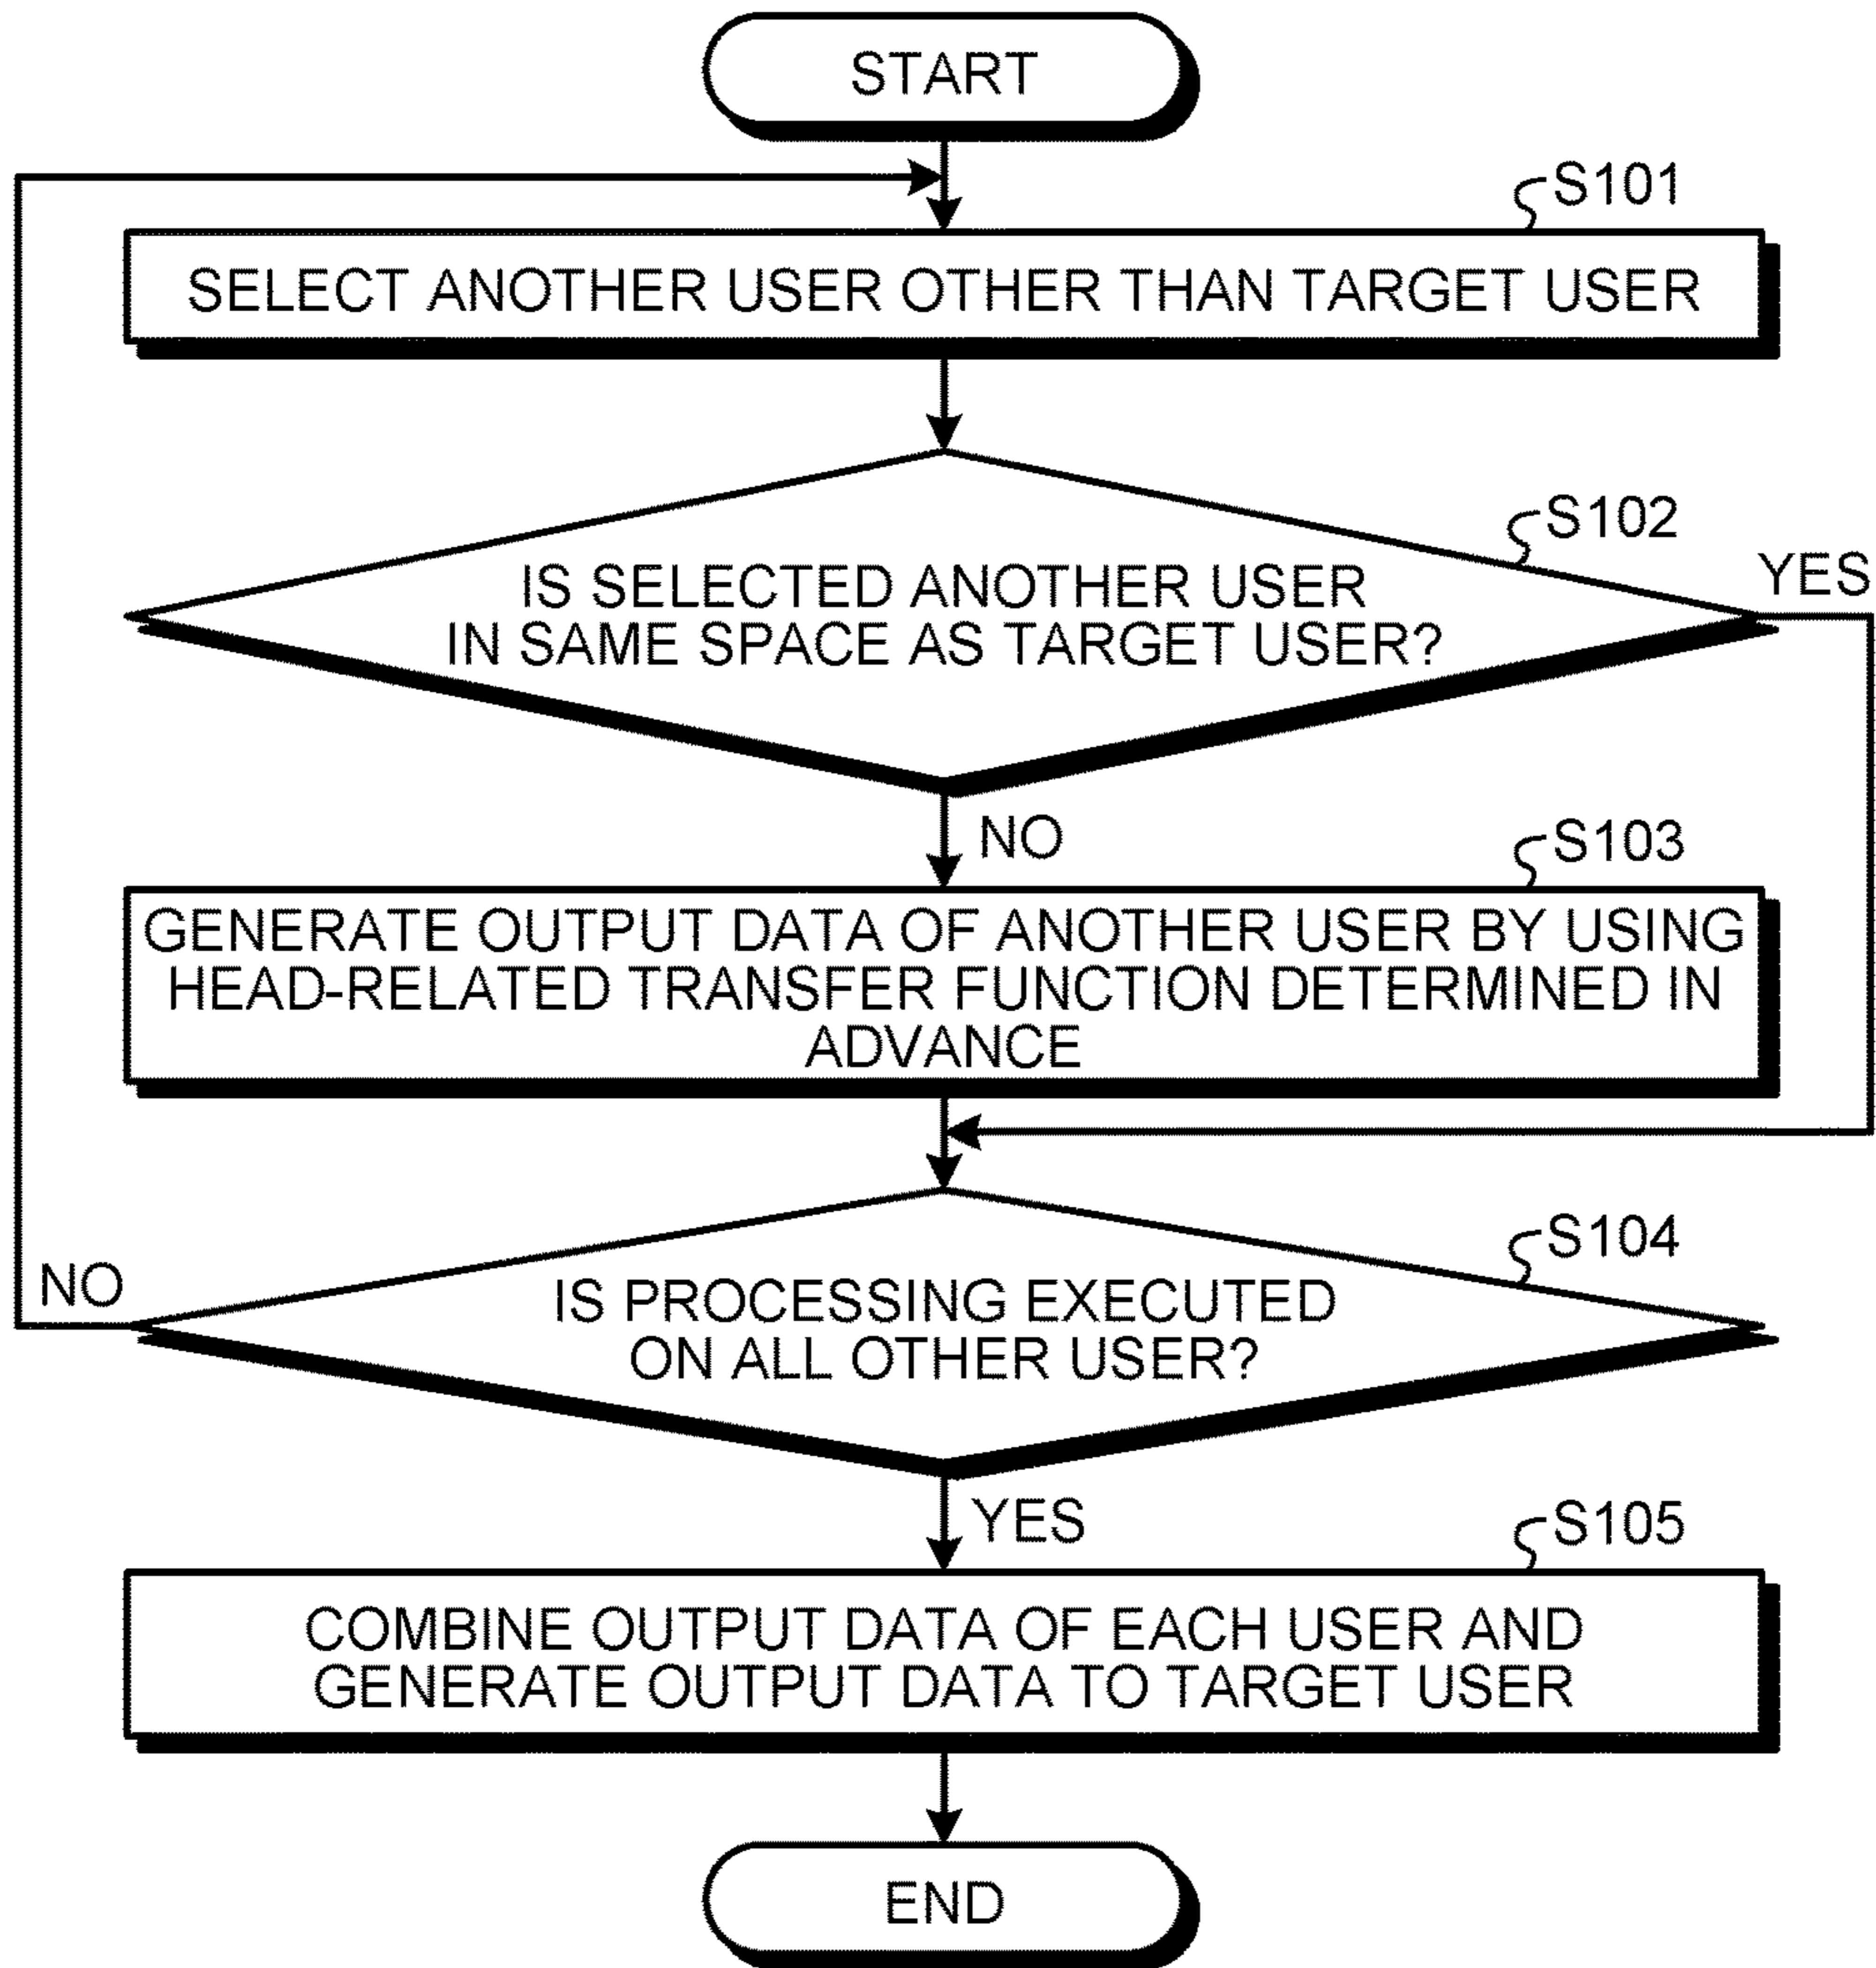 START
S101
SELECT ANOTHER USER OTHER THAN TARGET USER
S102
IS SELECTED ANOTHER USER
IN SAME SPACE AS TARGET USER?
YES
NO
S103
GENERATE OUTPUT DATA OF ANOTHER USER BY USING
HEAD-RELATED TRANSFER FUNCTION DETERMINED IN
ADVANCE
S104
NO
IS PROCESSING EXECUTED
ON ALL OTHER USER?
YES
S105
COMBINE OUTPUT DATA OF EACH USER AND
GENERATE OUTPUT DATA TO TARGET USER
END